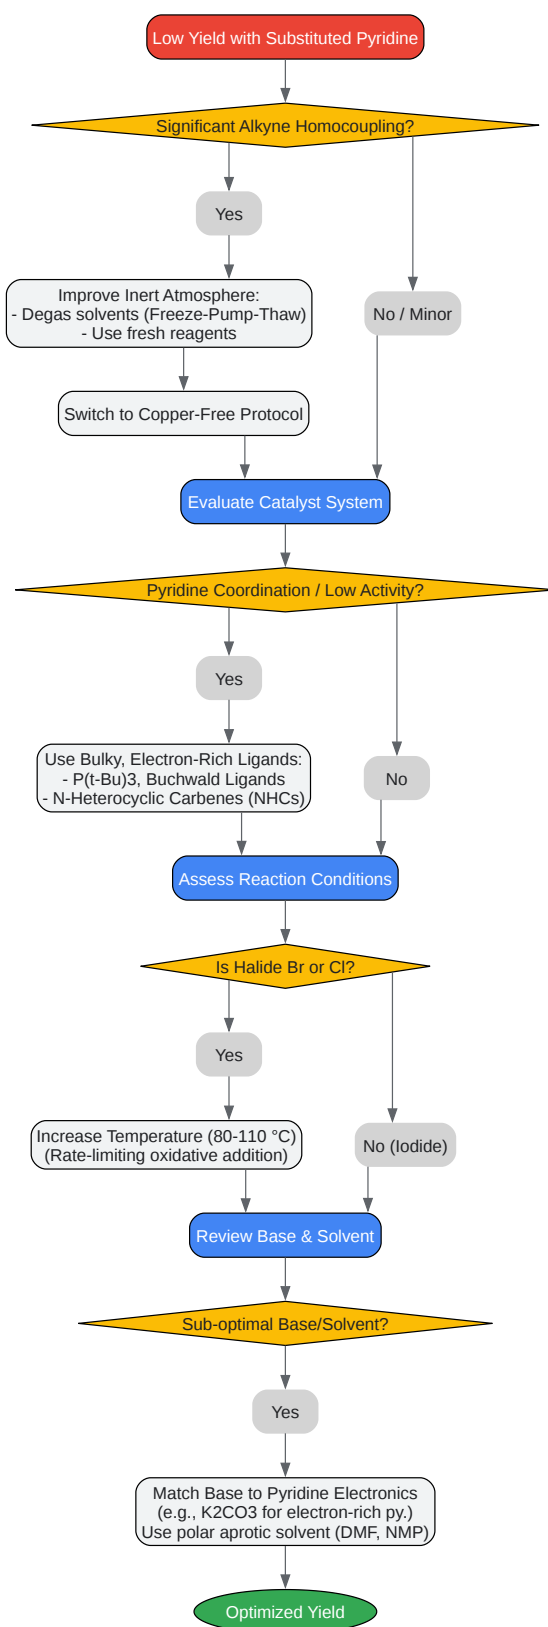 Low Yield with Substituted Pyridine
Significant Alkyne Homocoupling?
Yes
Improve Inert Atmosphere:
- Degas solvents (Freeze-Pump-Thaw)
- Use fresh reagents
No / Minor
Switch to Copper-Free Protocol
Evaluate Catalyst System
Pyridine Coordination / Low Activity?
Yes
Use Bulky, Electron-Rich Ligands:
- P(t-Bu)3, Buchwald Ligands
- N-Heterocyclic Carbenes (NHCs)
No
Assess Reaction Conditions
Is Halide Br or Cl?
Yes
Increase Temperature (80-110 °C)
(Rate-limiting oxidative addition)
No (Iodide)
Review Base & Solvent
Sub-optimal Base/Solvent?
Yes
Match Base to Pyridine Electronics
(e.g., K2CO3 for electron-rich py.)
Use polar aprotic solvent (DMF, NMP)
Optimized Yield